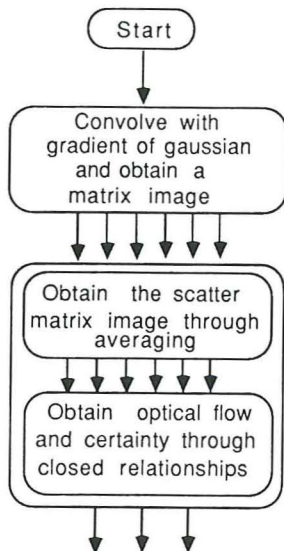 Start
Convolve with
gradient of gaussian
and obtain a
matrix image
Obtain the scatter
matrix image through
averaging
Obtain optical flow
and certainty through
closed relationships